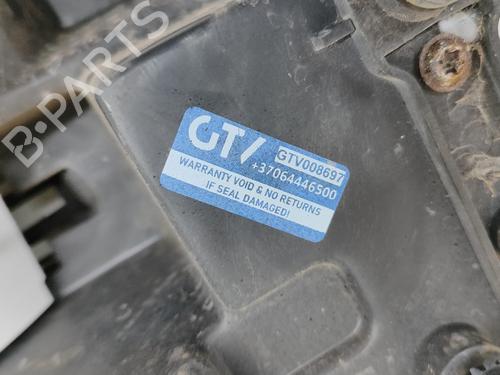 GTV
GTV008697
+37064446500
WARRANTY VOID & NO RETURNS
IF SEAL DAMAGED!
B-PARTS